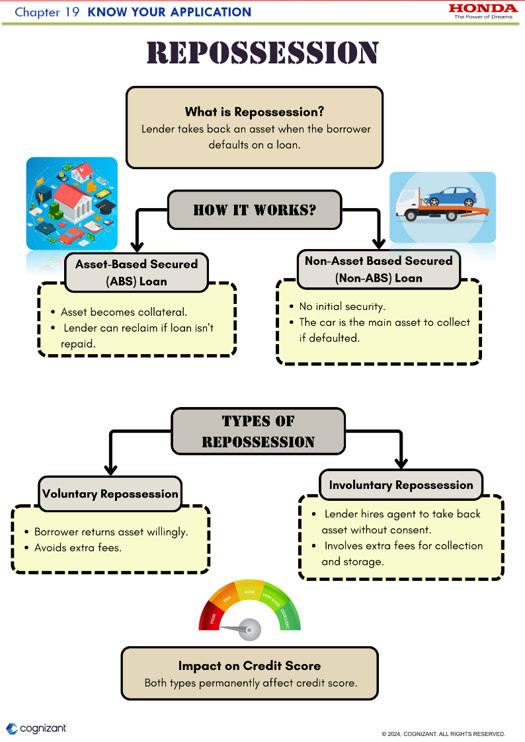 Chapter 19 KNOW YOUR APPLICATION
HONDA
The Power of Dreams
REPOSSESSION
What is Repossession?
Lender takes back an asset when the borrower
defaults on a loan.
HOW IT WORKS?
Asset-Based Secured
(ABS) Loan
• Asset becomes collateral.
• Lender can reclaim if loan isn't
repaid.
Non-Asset Based Secured
(Non-ABS) Loan
• No initial security.
• The car is the main asset to collect
if defaulted.
TYPES OF
REPOSSESSION
Voluntary Repossession
• Borrower returns asset willingly.
• Avoids extra fees.
Involuntary Repossession
• Lender hires agent to take back
asset without consent.
• Involves extra fees for collection
and storage.
POOR
FAIR
GOOD
EXCELLENT
Impact on Credit Score
Both types permanently affect credit score.
cognizant
© 2024, COGNIZANT. ALL RIGHTS RESERVED.